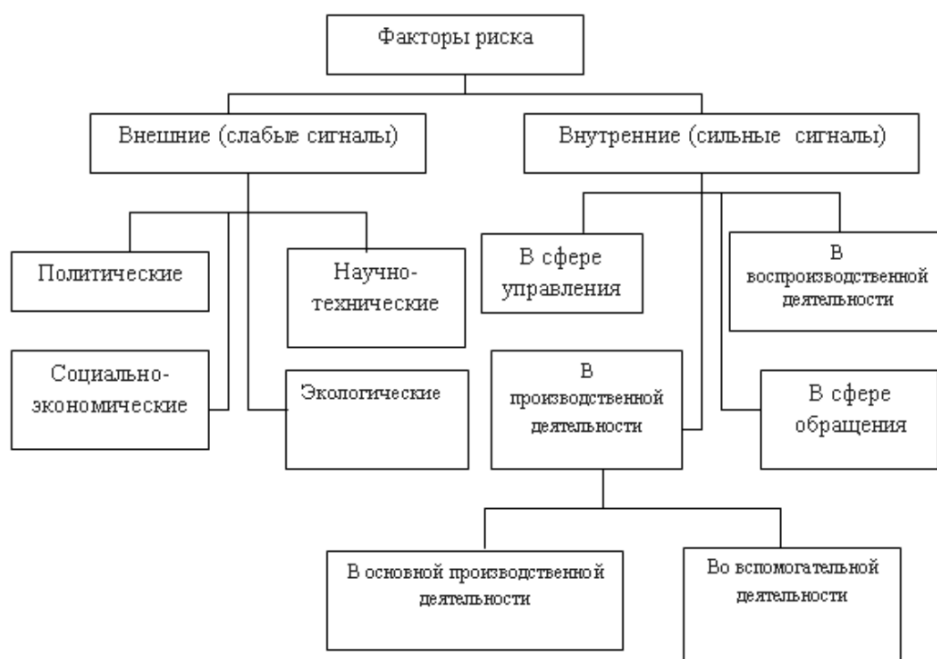 Факторы риска
Внешние (слабые сигналы)
Внутренние (сильные сигналы)
Политические
Научно-
технические
В сфере
управления
В
воспроизводственной
деятельности
Социально-
экономические
Экологические
В
производственной
деятельности
В сфере
обращения
В основной производственной
деятельности
Во вспомогательной
деятельности